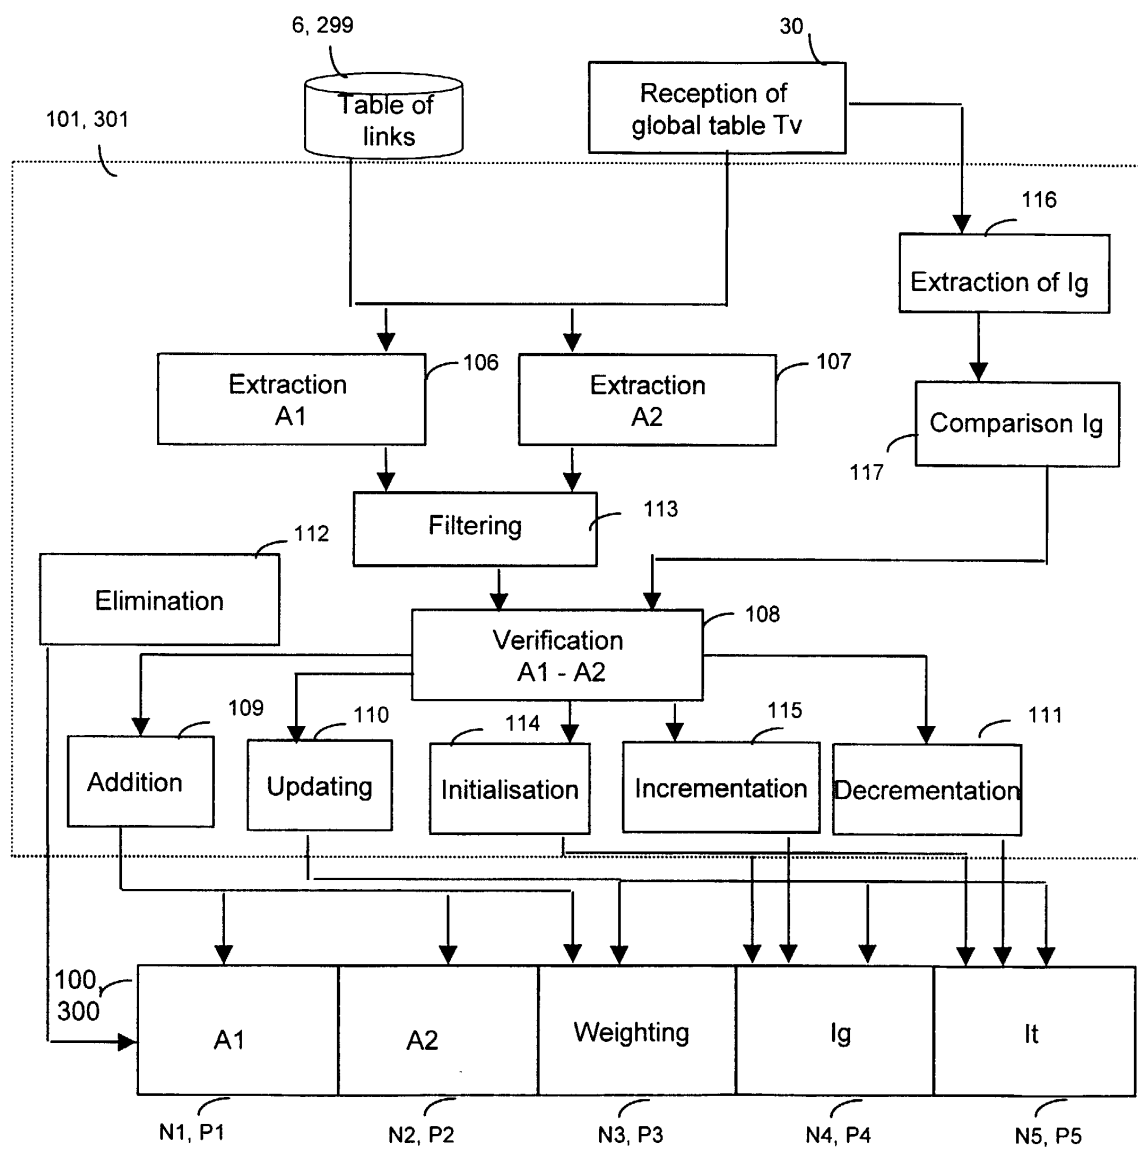 6, 299
30
Table of
links
Reception of
global table Tv
101, 301
116
Extraction of Ig
106
107
Extraction
A1
Extraction
A2
Comparison Ig
117
Filtering
113
112
Elimination
108
Verification
A1 - A2
109
110
114
115
111
Addition
Updating
Initialisation
Incrementation
Decrementation
100,
300
A1
A2
Weighting
Ig
It
N1, P1
N2, P2
N3, P3
N4, P4
N5, P5